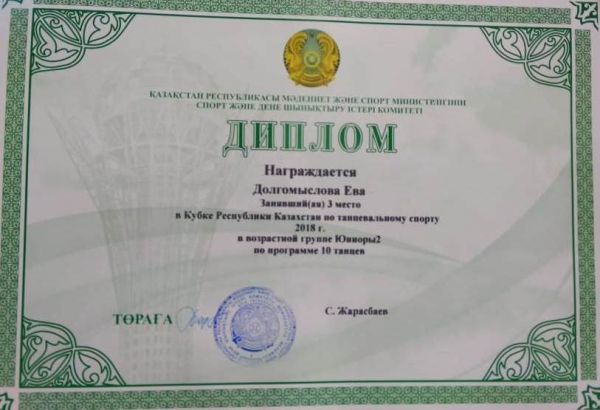 ҚАЗАҚСТАН РЕСПУБЛИКАСЫ МӘДЕНИЕТ ЖӘНЕ СПОРТ МИНИСТРЛІГІНІҢ
СПОРТ ЖӘНЕ ДЕНЕ ШЫНЫҚТЫРУ ІСТЕРІ КОМИТЕТІ
ДИПЛОМ
Награждается
Долгомыслова Ева
Занявший(ая) 3 место
в Кубке Республики Казахстан по танцевальному спорту
2018 г.
в возрастной группе Юниоры2
по программе 10 танцев
ТӨРАҒА
С. Жарасбаев